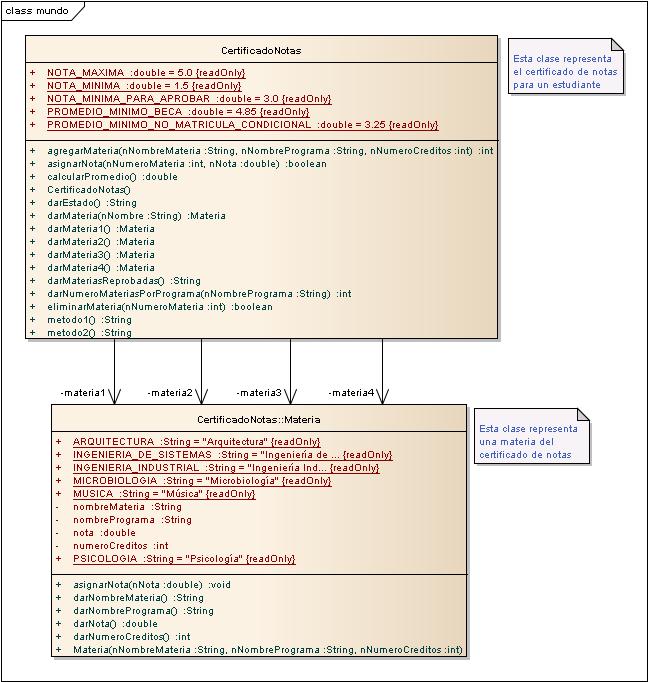 class mundo
CertificadoNotas
+ NOTA_MAXIMA :double = 5.0 {readOnly}
+ NOTA_MINIMA :double = 1.5 {readOnly}
+ NOTA_MINIMA_PARA_APROBAR :double = 3.0 {readOnly}
+ PROMEDIO_MINIMO_BECA :double = 4.85 {readOnly}
+ PROMEDIO_MINIMO_NO_MATRICULA_CONDICIONAL :double = 3.25 {readOnly}
+ agregarMateria(nNombreMateria :String, nNombrePrograma :String, nNumeroCreditos :int) :int
+ asignarNota(nNumeroMateria :int, nNota :double) :boolean
+ calcularPromedio() :double
+ CertificadoNotas()
+ darEstado() :String
+ darMateria(nNombre :String) :Materia
+ darMateria1() :Materia
+ darMateria2() :Materia
+ darMateria3() :Materia
+ darMateria4() :Materia
+ darMateriasReprobadas() :String
+ darNumeroMateriasPorPrograma(nNombrePrograma :String) :int
+ eliminarMateria(nNumeroMateria :int) :boolean
+ metodo1() :String
+ metodo2() :String
Esta clase representa
el certificado de notas
para un estudiante
-materia1 -materia2 -materia3 -materia4
CertificadoNotas::Materia
+ ARQUITECTURA :String = "Arquitectura" {readOnly}
+ INGENIERIA_DE_SISTEMAS :String = "Ingeniería de ... {readOnly}
+ INGENIERIA_INDUSTRIAL :String = "Ingeniería Ind... {readOnly}
+ MICROBIOLOGIA :String = "Microbiología" {readOnly}
+ MUSICA :String = "Música" {readOnly}
- nombreMateria :String
- nombrePrograma :String
- nota :double
- numeroCreditos :int
+ PSICOLOGIA :String = "Psicología" {readOnly}
+ asignarNota(nNota :double) :void
+ darNombreMateria() :String
+ darNombrePrograma() :String
+ darNota() :double
+ darNumeroCreditos() :int
+ Materia(nNombreMateria :String, nNombrePrograma :String, nNumeroCreditos :int)
Esta clase representa
una materia del
certificado de notas